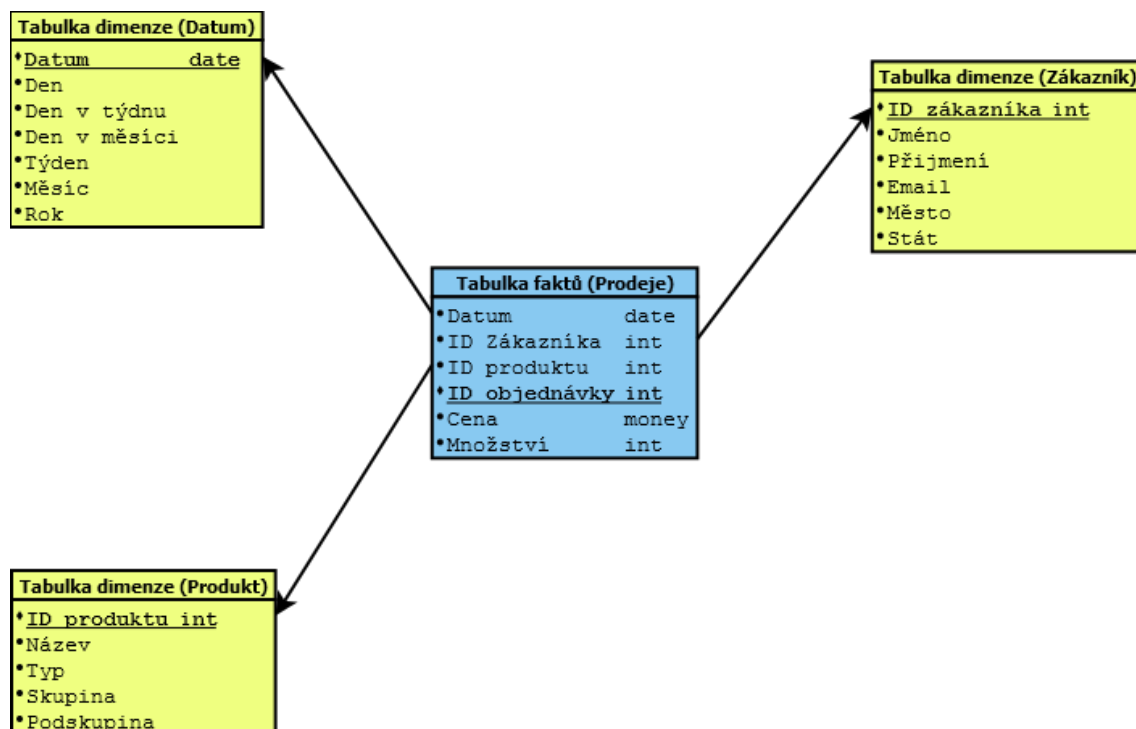 Tabulka dimenze (Datum)
Datum date
Den
Den v týdnu
Den v měsíci
Týden
Měsíc
Rok
Tabulka dimenze (Zákazník)
ID zákazníka int
Jméno
Přijmení
Email
Město
Stát
Tabulka faktů (Prodeje)
Datum date
ID Zákazníka int
ID produktu int
ID objednávky int
Cena money
Množství int
Tabulka dimenze (Produkt)
ID produktu int
Název
Typ
Skupina
Podskupina